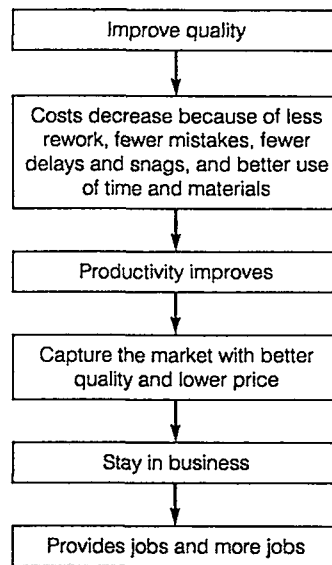 Improve quality
Costs decrease because of less
rework, fewer mistakes, fewer
delays and snags, and better use
of time and materials
Productivity improves
Capture the market with better
quality and lower price
Stay in business
Provides jobs and more jobs